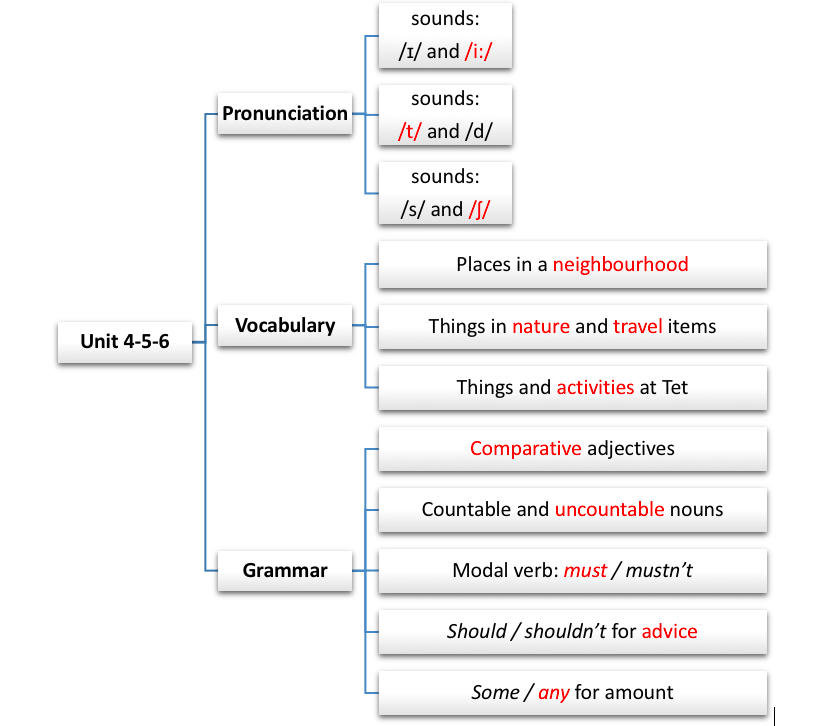 sounds:
/ɪ/ and /i:/
Pronunciation
sounds:
/t/ and /d/
sounds:
/s/ and /ʃ/
Places in a neighbourhood
Unit 4-5-6
Vocabulary
Things in nature and travel items
Things and activities at Tet
Comparative adjectives
Countable and uncountable nouns
Grammar
Modal verb: must / mustn’t
Should / shouldn’t for advice
Some / any for amount